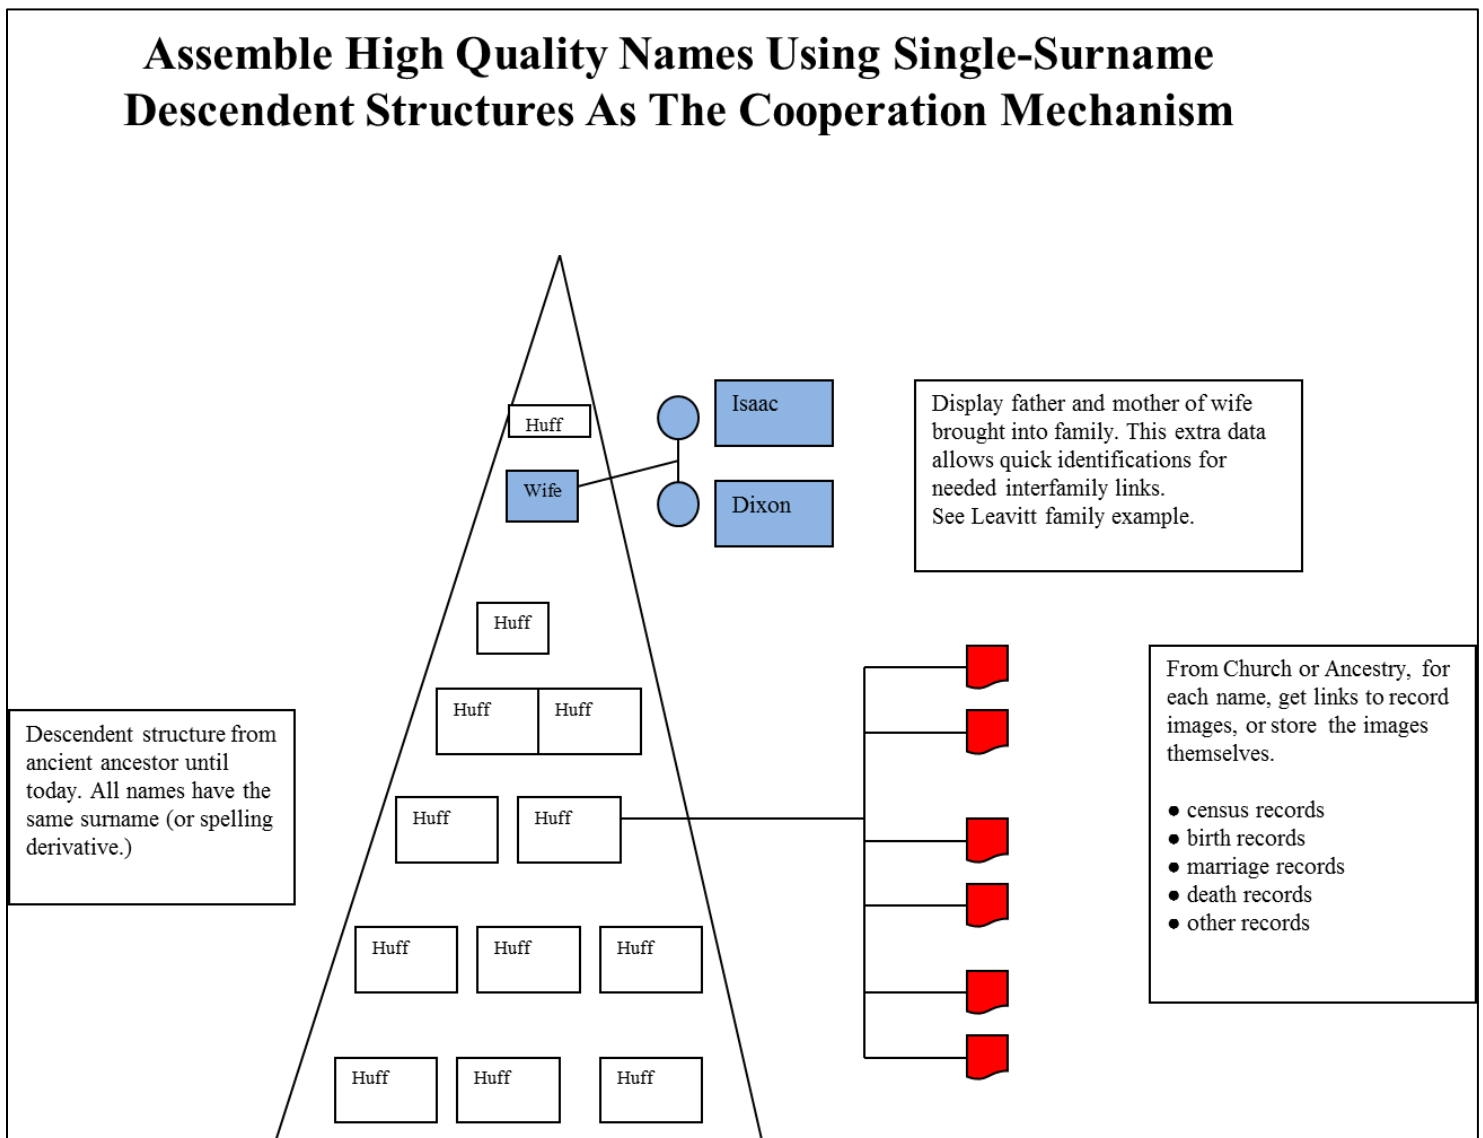 Assemble High Quality Names Using Single-Surname
Descendent Structures As The Cooperation Mechanism
Huff
Wife
Isaac
Dixon
Display father and mother of wife
brought into family. This extra data
allows quick identifications for
needed interfamily links.
See Leavitt family example.
Huff
Huff
Huff
Descendent structure from
ancient ancestor until
today. All names have the
same surname (or spelling
derivative.)
Huff
Huff
From Church or Ancestry, for
each name, get links to record
images, or store the images
themselves.
● census records
● birth records
● marriage records
● death records
● other records
Huff
Huff
Huff
Huff
Huff
Huff